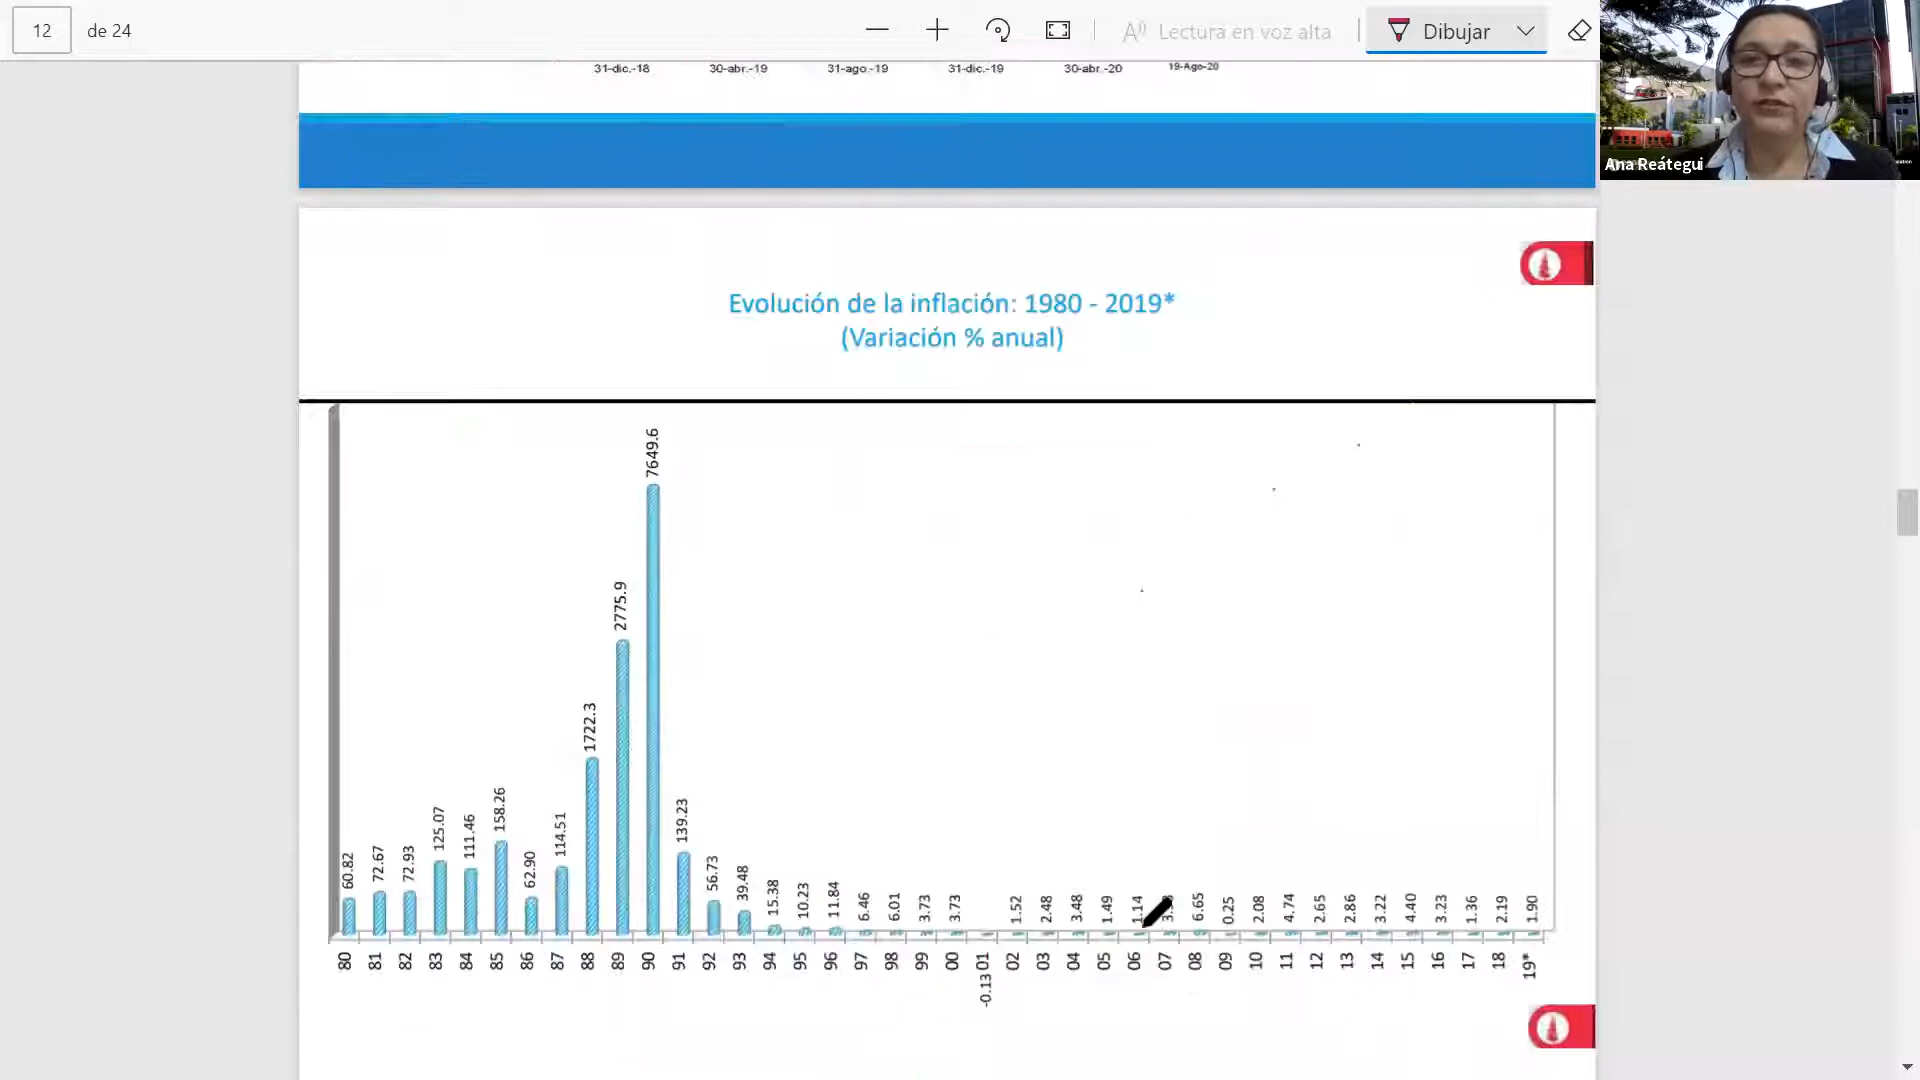 12 de 24
Lectura en voz alta
Dibujar
Ana Reátegui
31-dic.-18 30-abr.-19 31-ago.-19 31-dic.-19 30-abr.-20 19-Ago-20
Evolución de la inflación: 1980 - 2019*
(Variación % anual)
60.82 72.67 72.93 125.07 111.46 158.26 62.90 114.51 1722.3 2775.9 7649.6 139.23 56.73 39.48 15.38 10.23 11.84 6.46 6.01 3.73 3.73 -0.13 1.52 2.48 3.48 1.49 1.14 6.65 0.25 2.08 4.74 2.65 2.86 3.22 4.40 3.23 1.36 2.19 1.90
80 81 82 83 84 85 86 87 88 89 90 91 92 93 94 95 96 97 98 99 00 01 02 03 04 05 06 07 08 09 10 11 12 13 14 15 16 17 18 19*